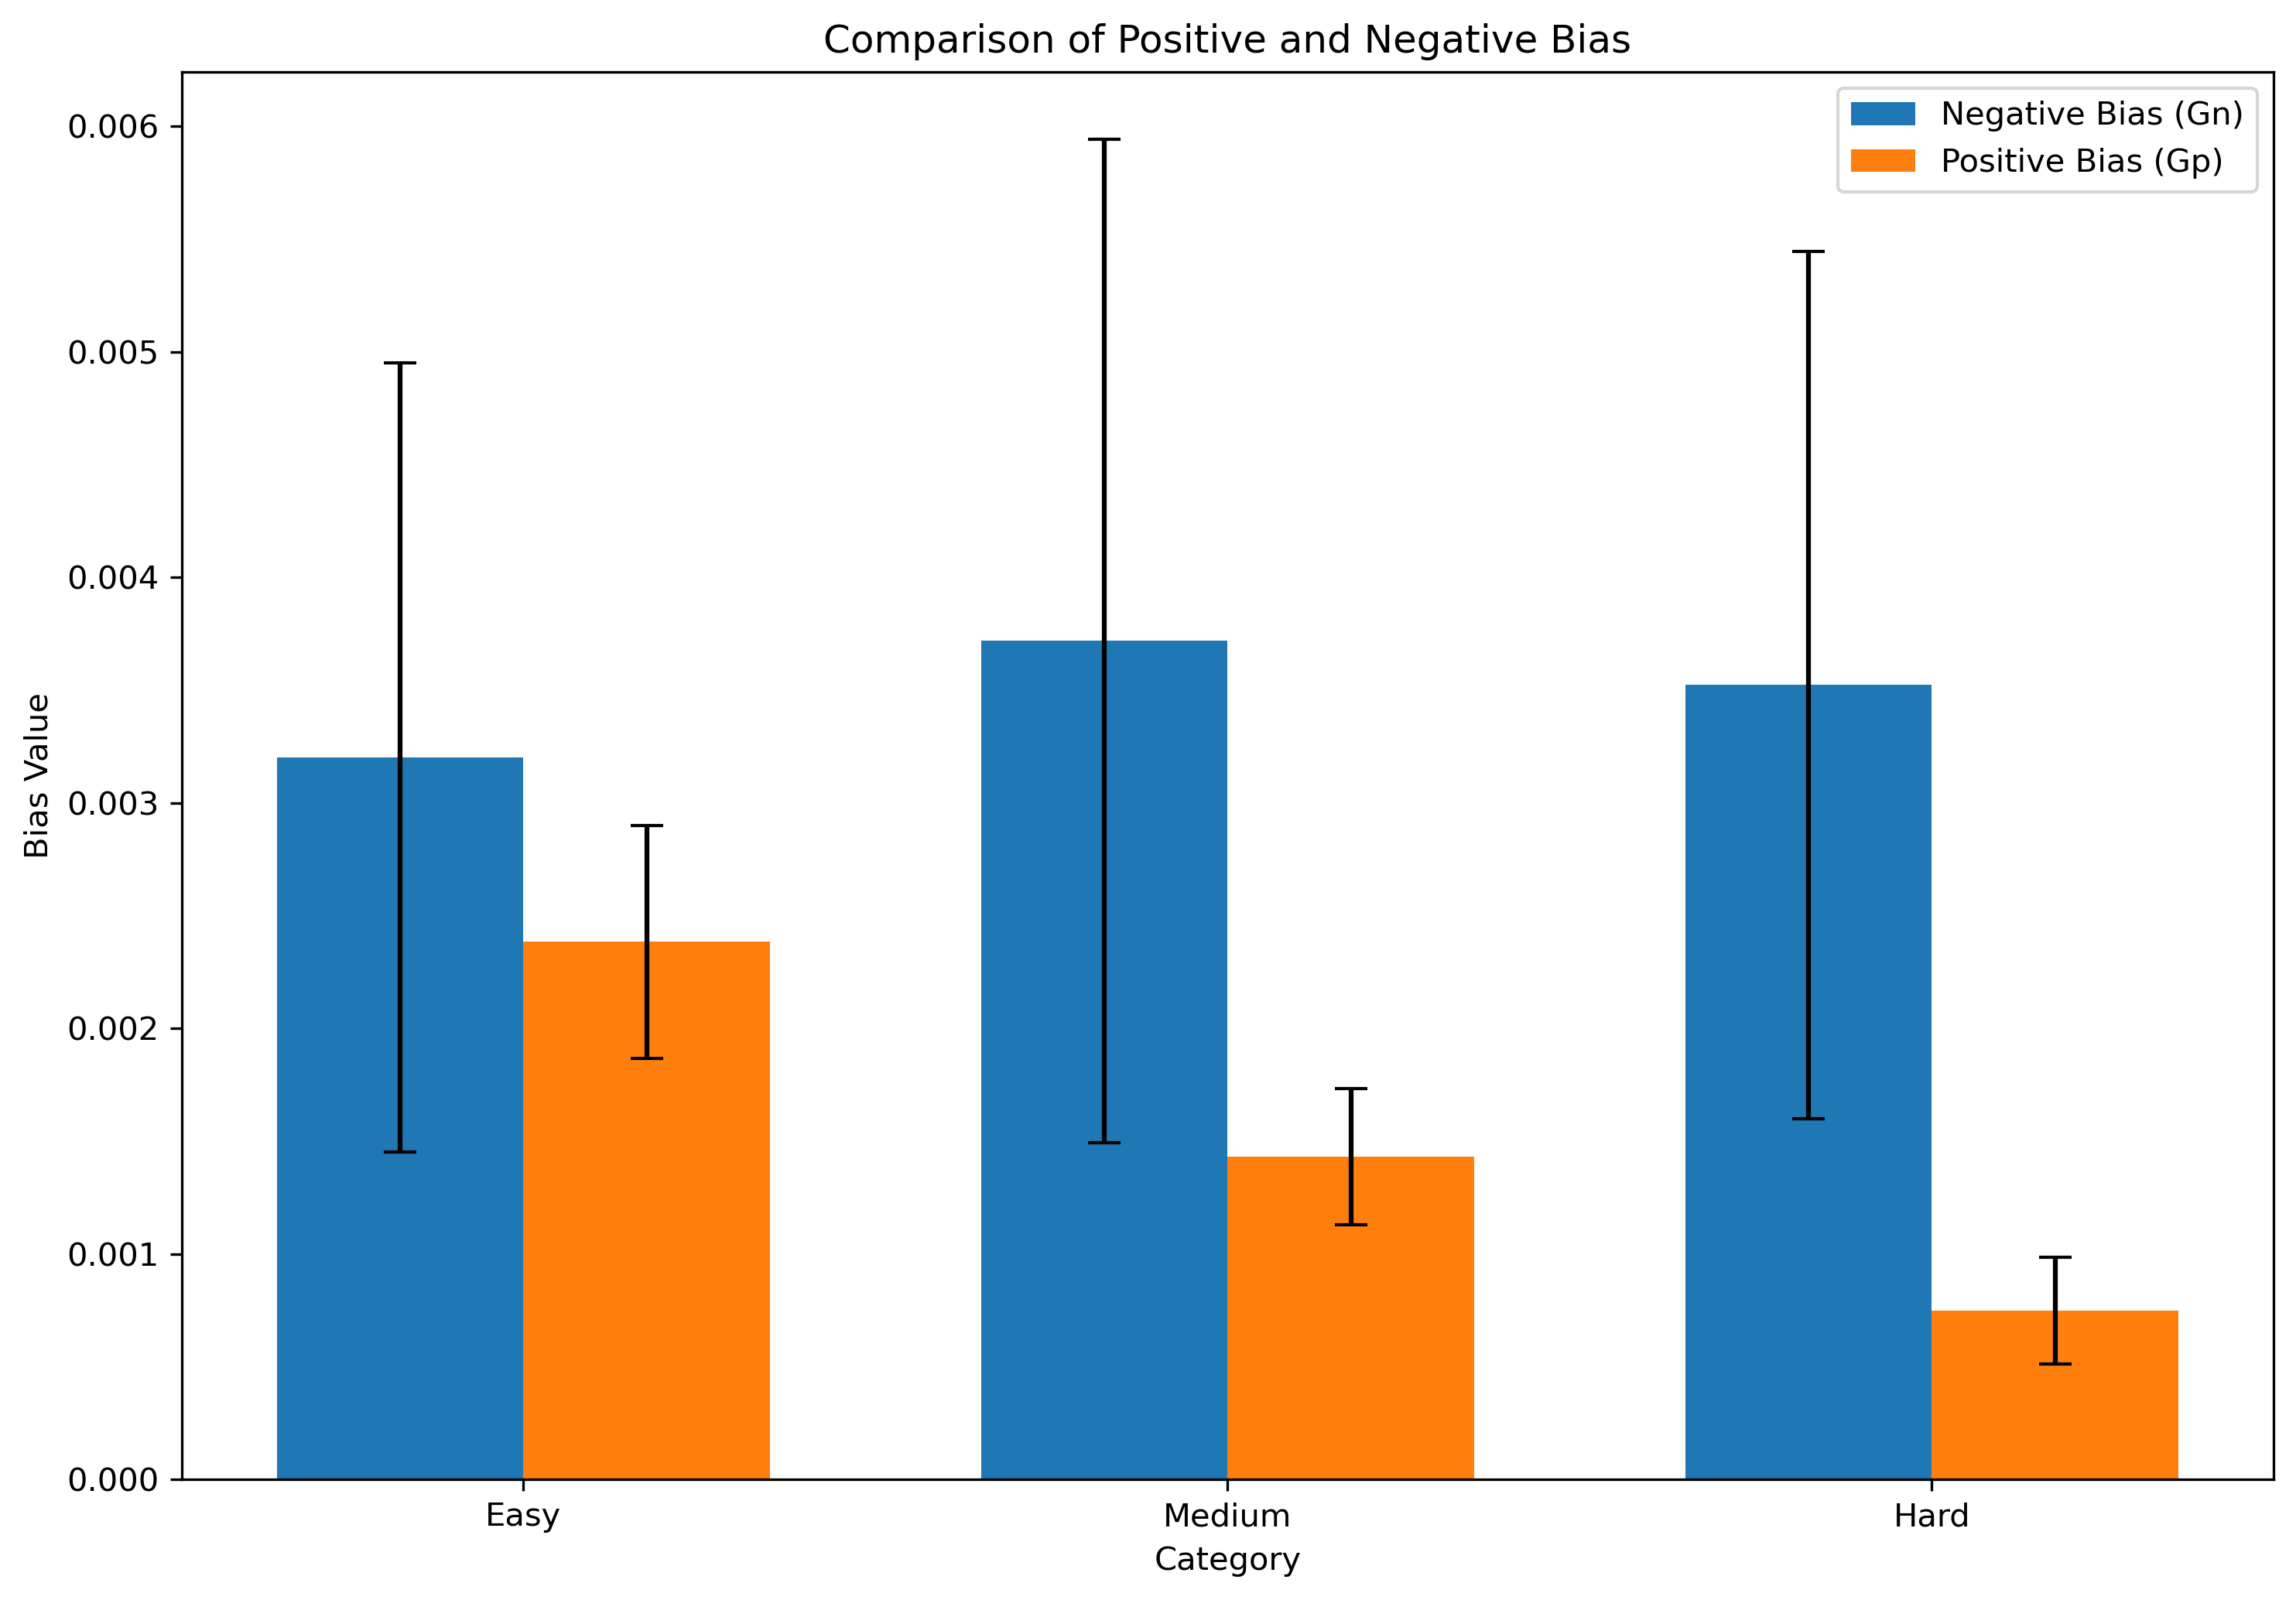 Comparison of Positive and Negative Bias
Negative Bias (Gn)
Positive Bias (Gp)
0.006
0.005
0.004
0.003
0.002
0.001
0.000
Bias Value
Easy Medium Hard
Category